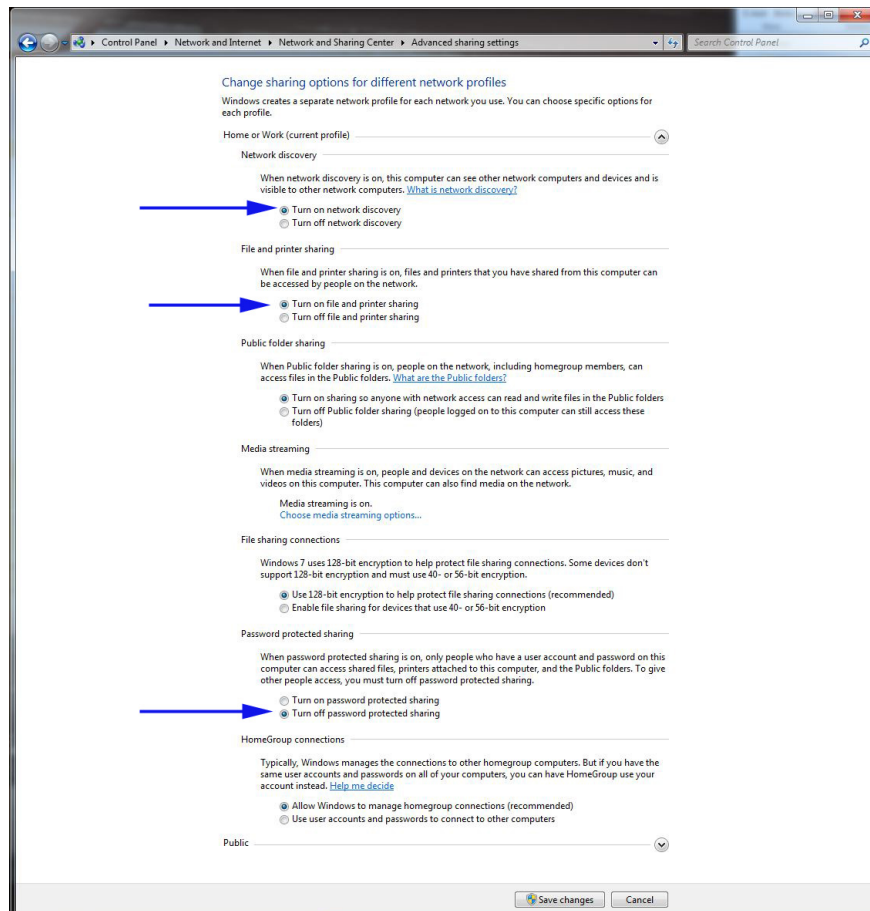 Control Panel ▸ Network and Internet ▸ Network and Sharing Center ▸ Advanced sharing settings
Search Control Panel
Change sharing options for different network profiles
Windows creates a separate network profile for each network you use. You can choose specific options for
each profile.
Home or Work (current profile)
Network discovery
When network discovery is on, this computer can see other network computers and devices and is
visible to other network computers. What is network discovery?
Turn on network discovery
Turn off network discovery
File and printer sharing
When file and printer sharing is on, files and printers that you have shared from this computer can
be accessed by people on the network.
Turn on file and printer sharing
Turn off file and printer sharing
Public folder sharing
When Public folder sharing is on, people on the network, including homegroup members, can
access files in the Public folders. What are the Public folders?
Turn on sharing so anyone with network access can read and write files in the Public folders
Turn off Public folder sharing (people logged on to this computer can still access these
folders)
Media streaming
When media streaming is on, people and devices on the network can access pictures, music, and
videos on this computer. This computer can also find media on the network.
Media streaming is on.
Choose media streaming options...
File sharing connections
Windows 7 uses 128-bit encryption to help protect file sharing connections. Some devices don't
support 128-bit encryption and must use 40- or 56-bit encryption.
Use 128-bit encryption to help protect file sharing connections (recommended)
Enable file sharing for devices that use 40- or 56-bit encryption
Password protected sharing
When password protected sharing is on, only people who have a user account and password on this
computer can access shared files, printers attached to this computer, and the Public folders. To give
other people access, you must turn off password protected sharing.
Turn on password protected sharing
Turn off password protected sharing
HomeGroup connections
Typically, Windows manages the connections to other homegroup computers. But if you have the
same user accounts and passwords on all of your computers, you can have HomeGroup use your
account instead. Help me decide
Allow Windows to manage homegroup connections (recommended)
Use user accounts and passwords to connect to other computers
Public
Save changes
Cancel